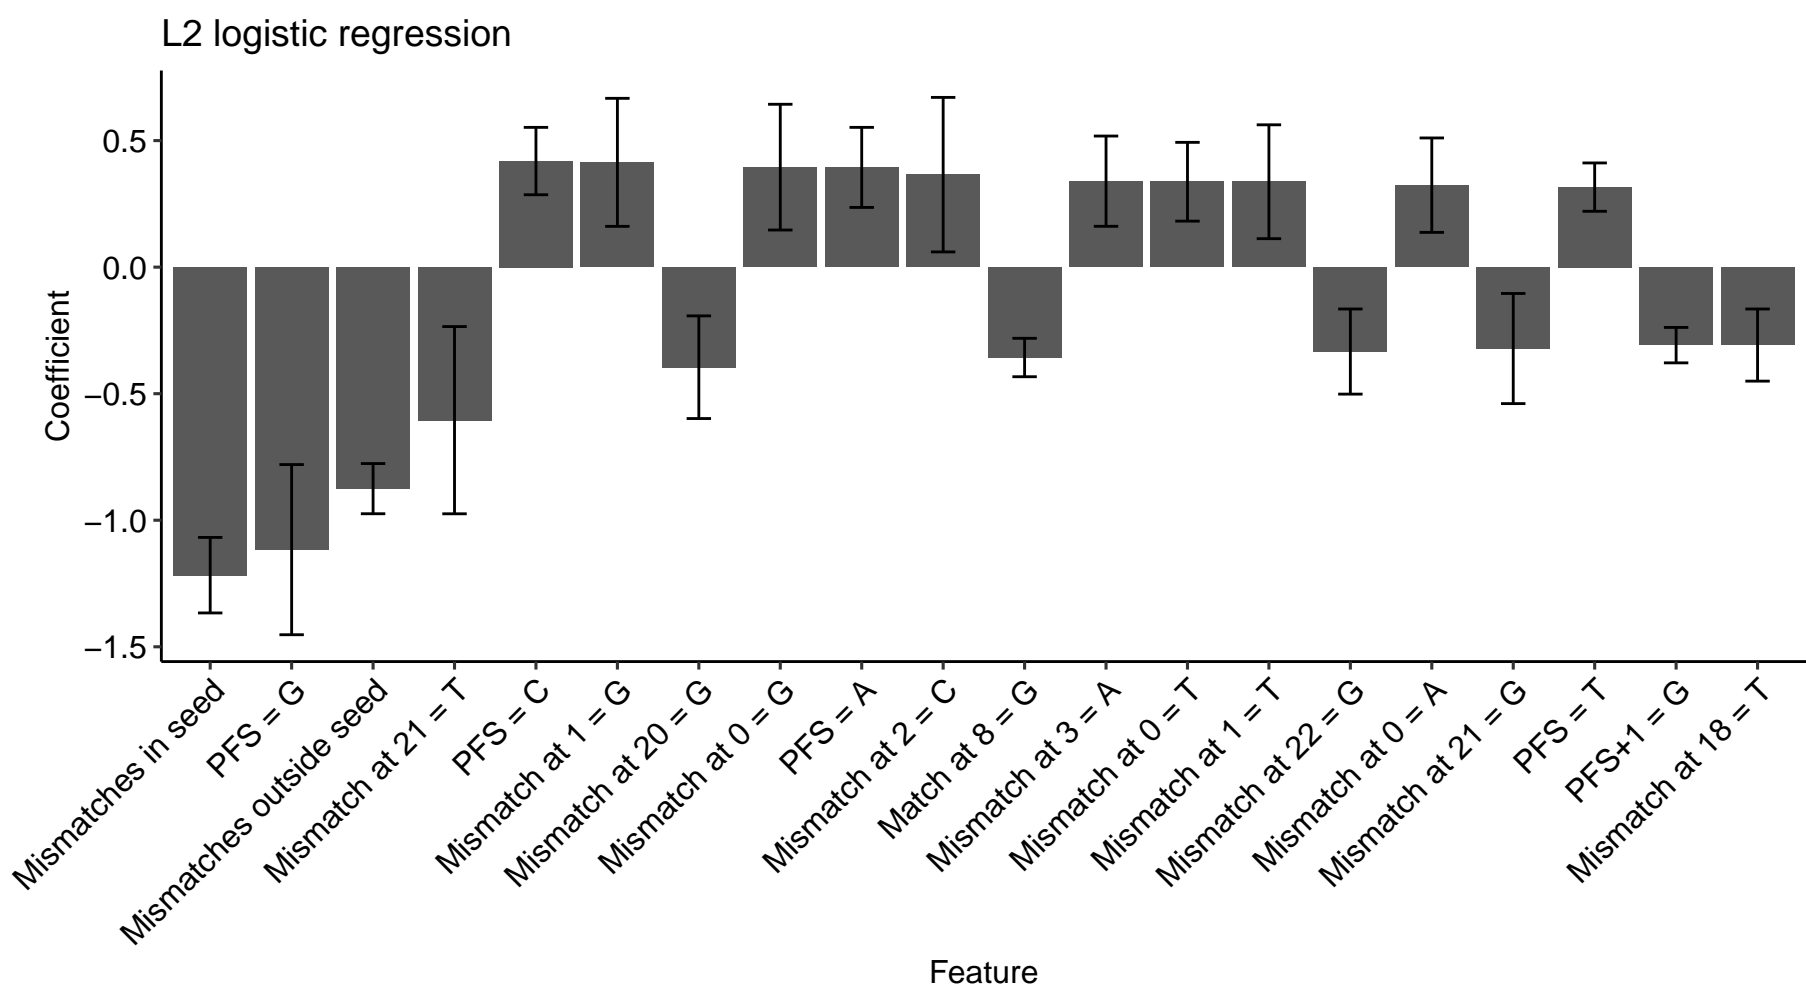 L2 logistic regression
Coefficient
0.5
0.0
−0.5
−1.0
−1.5
Mismatches in seed
PFS = G
Mismatches outside seed
Mismatch at 21 = T
PFS = C
Mismatch at 1 = G
Mismatch at 20 = G
Mismatch at 0 = G
PFS = A
Mismatch at 2 = C
Match at 8 = G
Mismatch at 3 = A
Mismatch at 0 = T
Mismatch at 1 = T
Mismatch at 22 = G
Mismatch at 0 = A
Mismatch at 21 = G
PFS = T
PFS+1 = G
Mismatch at 18 = T
Feature